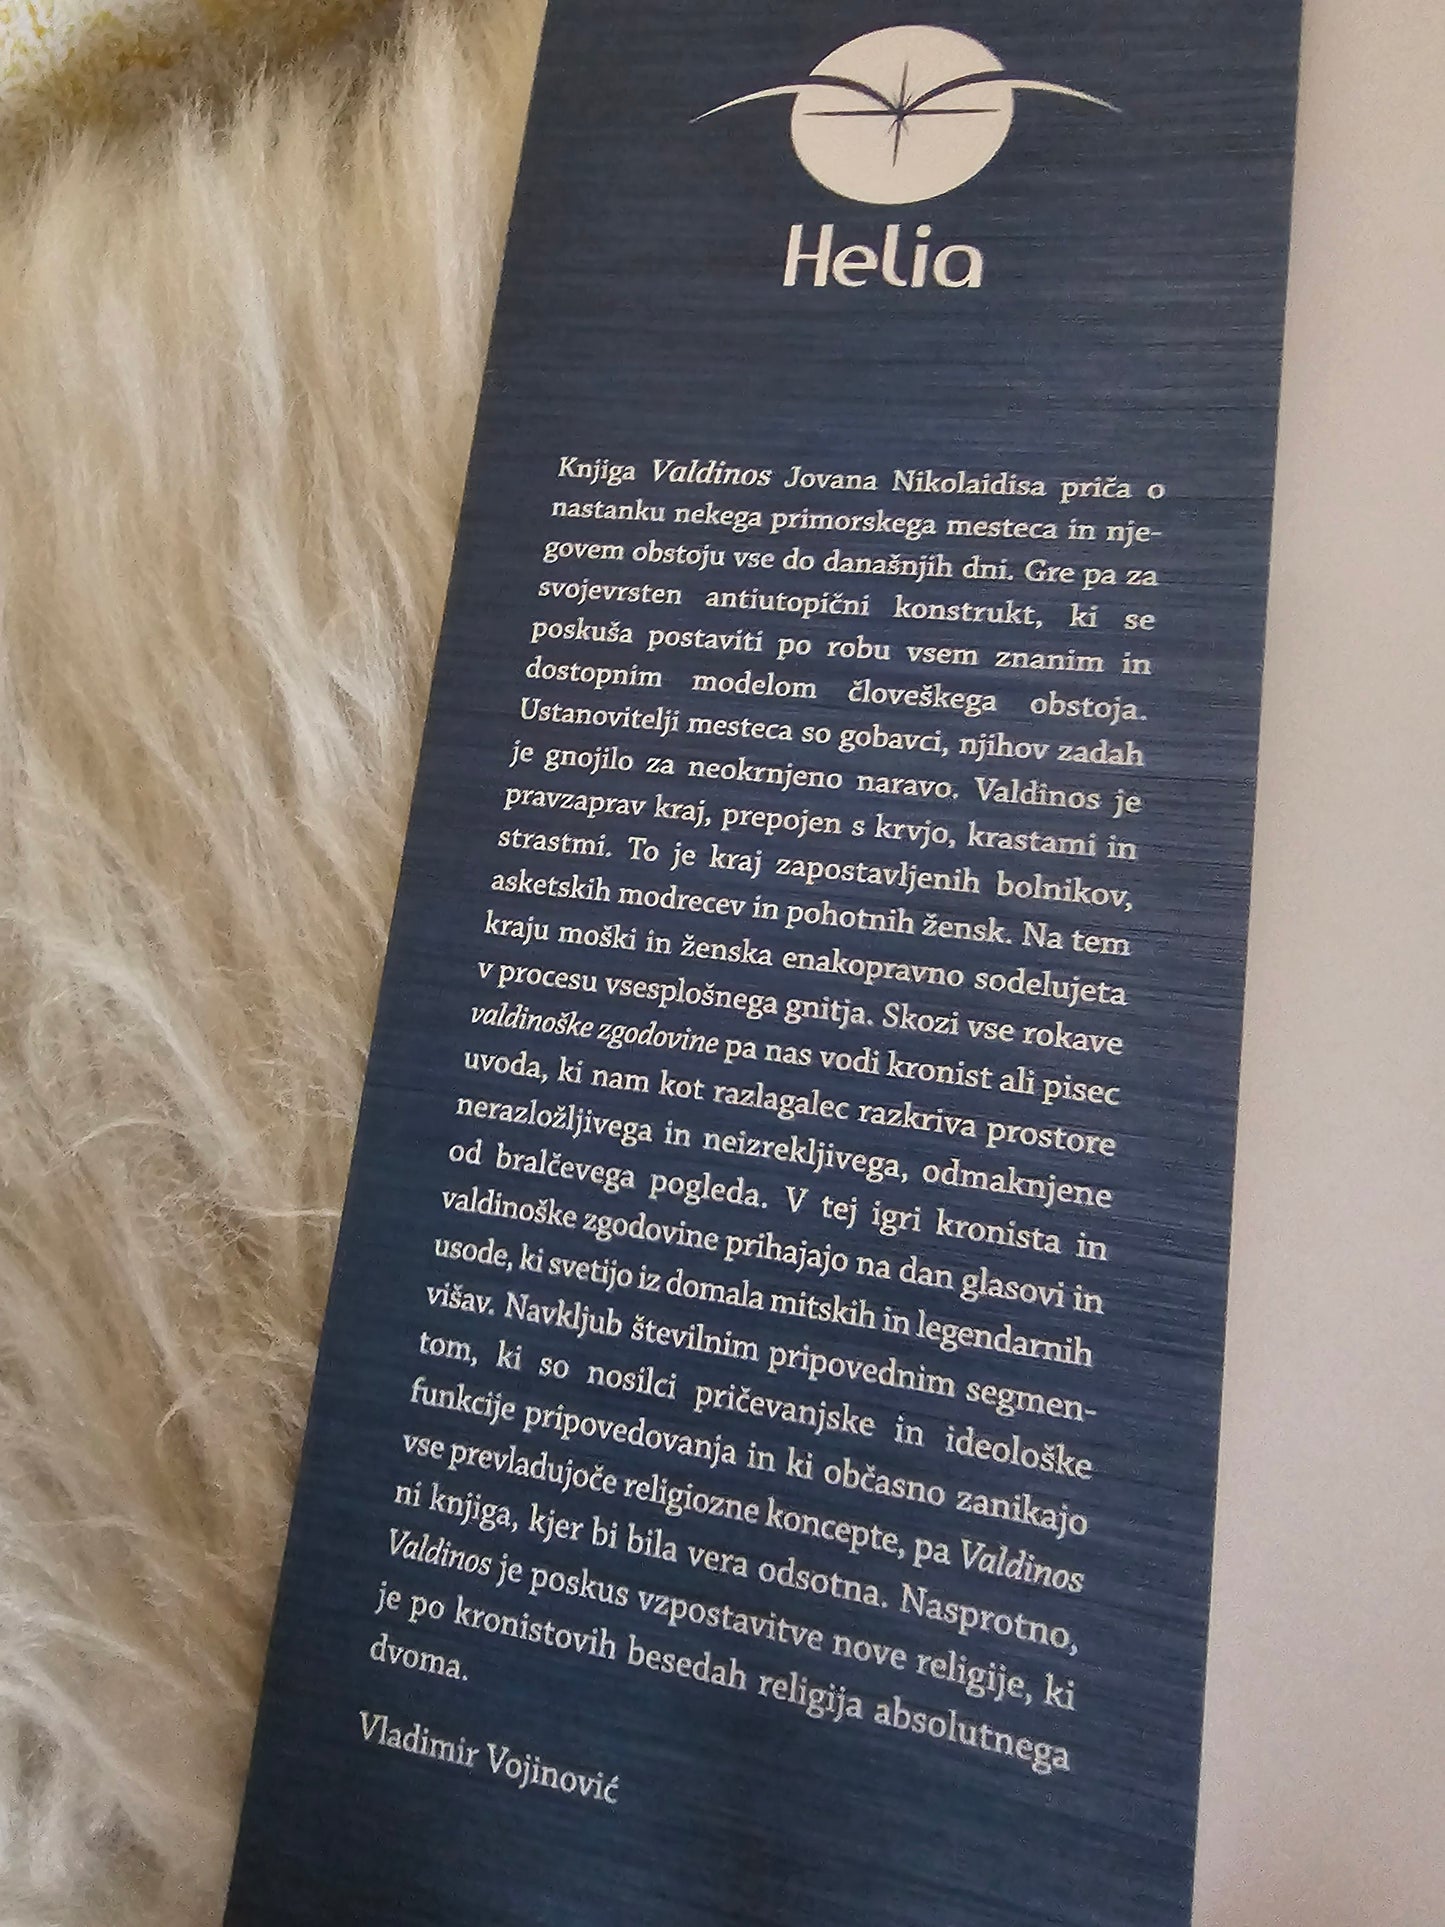 Helia
Knjiga Valdinos Jovana Nikolaidisa priča o
nastanku nekega primorskega mesteca in nje-
govem obstoju vse do današnjih dni. Gre pa za
svojevrsten antiutopični konstrukt, ki se
poskuša postaviti po robu vsem znanim in
dostopnim modelom človeškega obstoja.
Ustanovitelji mesteca so gobavci, njihov zadah
je gnojilo za neokrnjeno naravo. Valdinos je
pravzaprav kraj, prepojen s krvjo, krastami in
strastmi. To je kraj zapostavljenih bolnikov,
asketskih modrecev in pohotnih žensk. Na tem
kraju moški in ženska enakopravno sodelujeta
v procesu vsesplošnega gnitja. Skozi vse rokave
valdinoške zgodovine pa nas vodi kronist ali pisec
uvoda, ki nam kot razlagalec razkriva prostore
nerazložljivega in neizrekljivega, odmaknjene
od bralčevega pogleda. V tej igri kronista in
valdinoške zgodovine prihajajo na dan glasovi in
usode, ki svetijo iz domala mitskih in legendarnih
višav. Navkljub številnim pripovednim segmen-
tom, ki so nosilci pričevanjske in ideološke
funkcije pripovedovanja in ki občasno zanikajo
vse prevladujoče religiozne koncepte, pa Valdinos
ni knjiga, kjer bi bila vera odsotna. Nasprotno,
Valdinos je poskus vzpostavitve nove religije, ki
je po kronistovih besedah religija absolutnega
dvoma.
Vladimir Vojinović